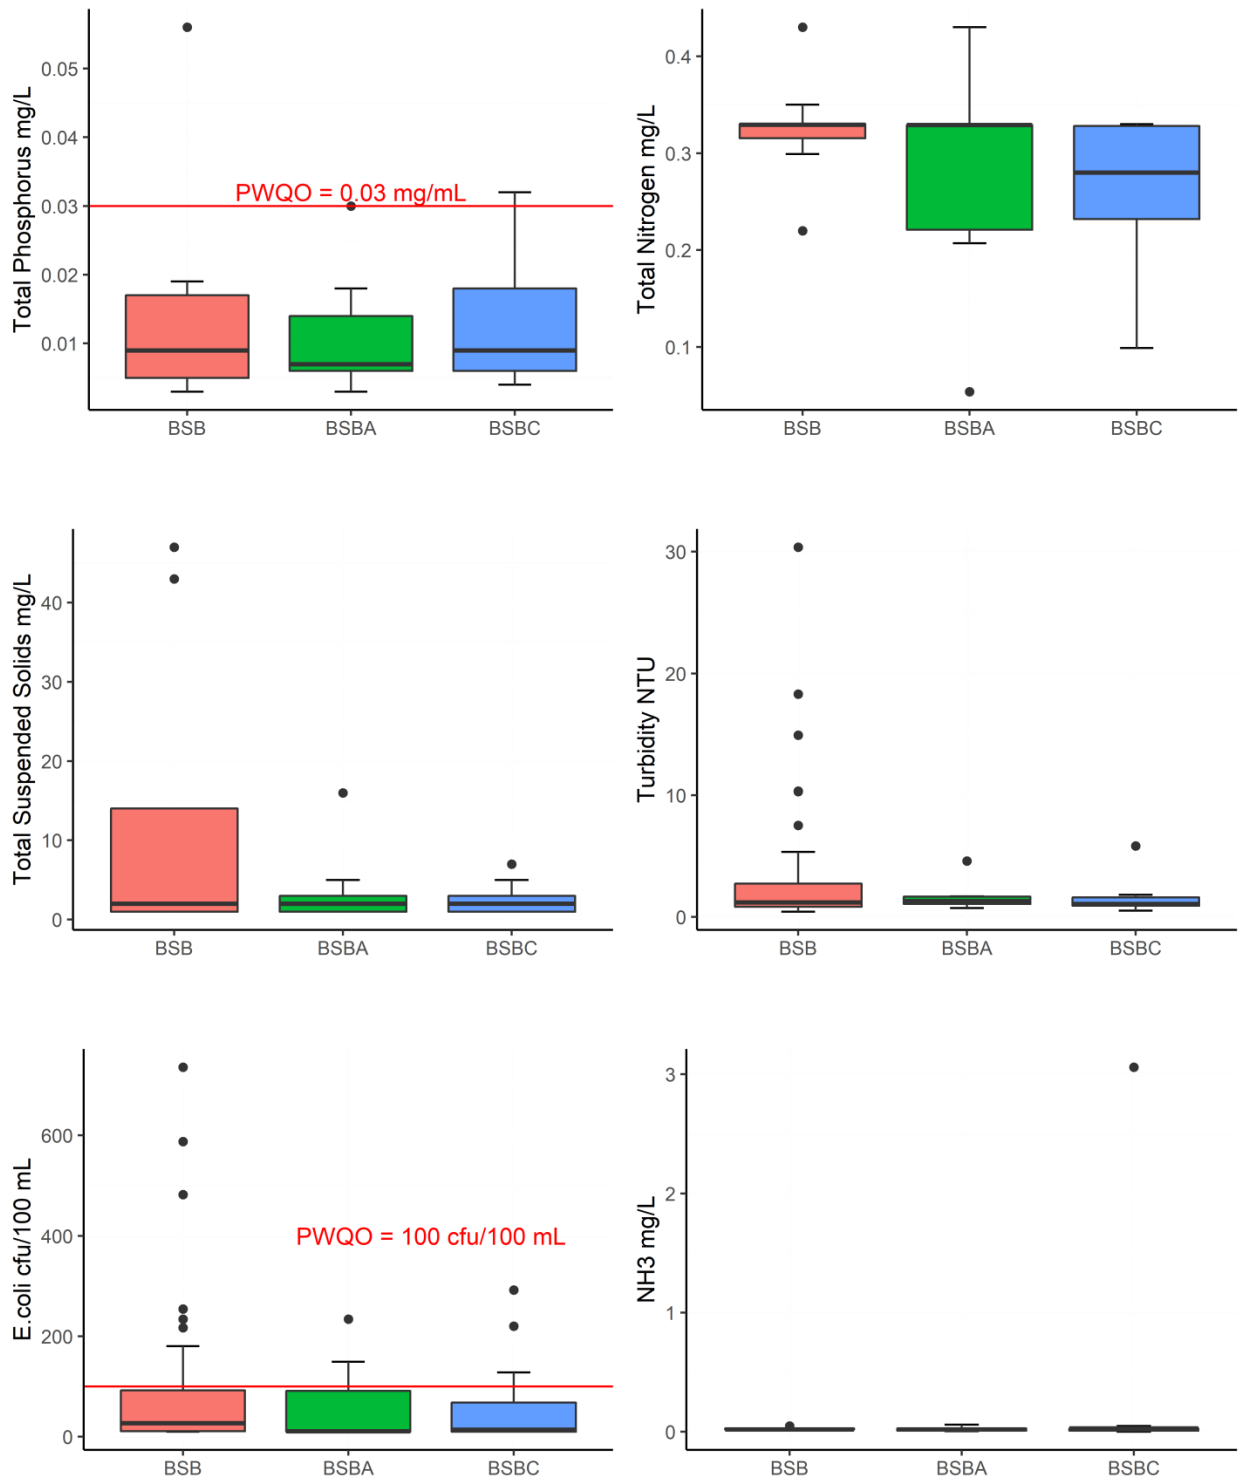 Total Phosphorus mg/L
0.05
0.04
0.03
0.02
0.01
PWQO = 0.03 mg/mL
BSB
BSBA
BSBC
Total Nitrogen mg/L
0.4
0.3
0.2
0.1
BSB
BSBA
BSBC
Total Suspended Solids mg/L
40
30
20
10
0
BSB
BSBA
BSBC
Turbidity NTU
30
20
10
0
BSB
BSBA
BSBC
E.coli cfu/100 mL
600
400
200
0
PWQO = 100 cfu/100 mL
BSB
BSBA
BSBC
NH3 mg/L
3
2
1
0
BSB
BSBA
BSBC